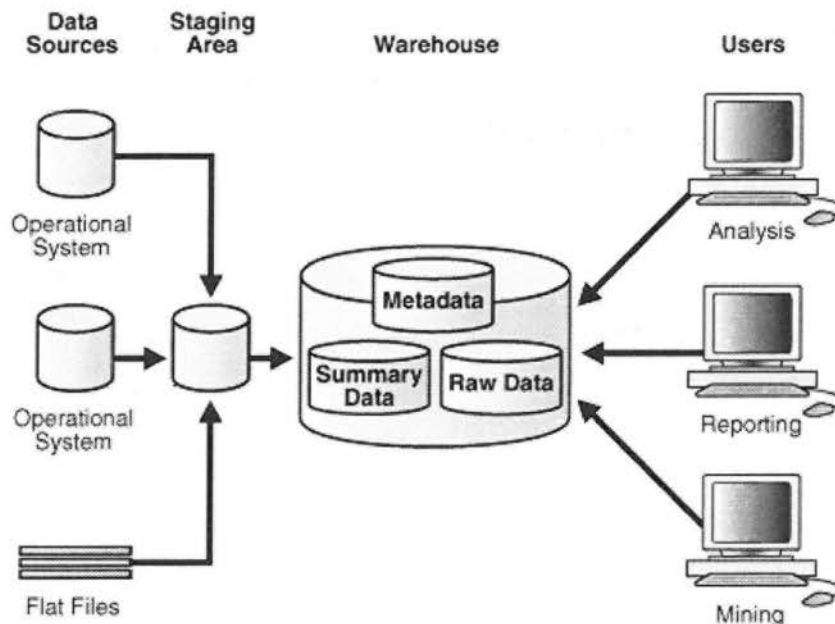 Data
Sources
Staging
Area
Warehouse
Users
Operational
System
Operational
System
Flat Files
Metadata
Summary
Data
Raw Data
Analysis
Reporting
Mining